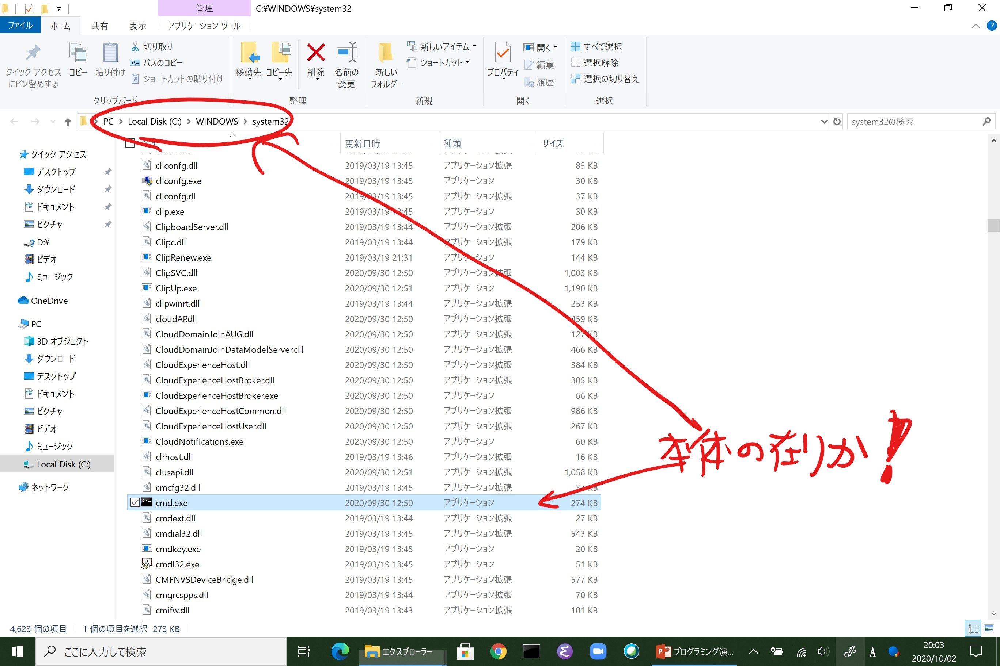 管理
C:¥WINDOWS¥system32
ファイル
ホーム
共有
表示
アプリケーション ツール
クイック アクセス
にピン留めする
コピー
貼り付け
切り取り
パスのコピー
ショートカットの貼り付け
クリップボード
移動先
コピー先
削除
名前の
変更
整理
新しい
フォルダー
新しいアイテム
ショートカット
新規
プロパティ
開く
編集
履歴
開く
すべて選択
選択解除
選択の切り替え
選択
PC > Local Disk (C:) > WINDOWS > system32
system32の検索
名前 更新日時 種類 サイズ
クイック アクセス
デスクトップ
ダウンロード
ドキュメント
ピクチャ
D:¥
ビデオ
ミュージック
OneDrive
PC
3D オブジェクト
ダウンロード
デスクトップ
ドキュメント
ピクチャ
ビデオ
ミュージック
Local Disk (C:)
ネットワーク
cliconfg.dll 2019/03/19 13:45 アプリケーション拡張 85 KB
cliconfg.exe 2019/03/19 13:45 アプリケーション 30 KB
cliconfg.rll 2019/03/19 13:45 アプリケーション拡張 37 KB
clip.exe 2019/03/19 13:45 アプリケーション 30 KB
ClipboardServer.dll 2019/03/19 13:44 アプリケーション拡張 206 KB
Clipc.dll 2019/03/19 13:44 アプリケーション拡張 179 KB
ClipRenew.exe 2019/03/19 21:31 アプリケーション 144 KB
ClipSVC.dll 2020/09/30 12:50 アプリケーション拡張 1,003 KB
ClipUp.exe 2020/09/30 12:51 アプリケーション 1,190 KB
clipwinrt.dll 2019/03/19 13:44 アプリケーション拡張 253 KB
cloudAP.dll 2020/09/30 12:50 アプリケーション拡張 459 KB
CloudDomainJoinAUG.dll 2020/09/30 12:50 アプリケーション拡張 127 KB
CloudDomainJoinDataModelServer.dll 2020/09/30 12:50 アプリケーション拡張 466 KB
CloudExperienceHost.dll 2020/09/30 12:50 アプリケーション拡張 384 KB
CloudExperienceHostBroker.dll 2020/09/30 12:50 アプリケーション拡張 305 KB
CloudExperienceHostBroker.exe 2020/09/30 12:50 アプリケーション 66 KB
CloudExperienceHostCommon.dll 2020/09/30 12:50 アプリケーション拡張 986 KB
CloudExperienceHostUser.dll 2020/09/30 12:50 アプリケーション拡張 267 KB
CloudNotifications.exe 2020/09/30 12:50 アプリケーション 60 KB
clrhost.dll 2019/03/19 13:46 アプリケーション拡張 16 KB
clusapi.dll 2020/09/30 12:51 アプリケーション拡張 1,058 KB
cmcfg32.dll 2019/03/19 13:45 アプリケーション拡張 37 KB
cmd.exe 2020/09/30 12:50 アプリケーション 274 KB
cmdext.dll 2019/03/19 13:44 アプリケーション拡張 27 KB
cmdial32.dll 2019/03/19 13:45 アプリケーション拡張 543 KB
cmdkey.exe 2019/03/19 13:45 アプリケーション 20 KB
cmdl32.exe 2019/03/19 13:45 アプリケーション 51 KB
CMFNVSDeviceBridge.dll 2019/03/19 13:45 アプリケーション拡張 577 KB
cmgrcspps.dll 2019/03/19 13:44 アプリケーション拡張 70 KB
cmifw.dll 2019/03/19 13:43 アプリケーション拡張 101 KB
本体の在りか!
4,623 個の項目 1 個の項目を選択 273 KB
ここに入力して検索
エクスプローラー
プログラミング演...
A
20:03
2020/10/02